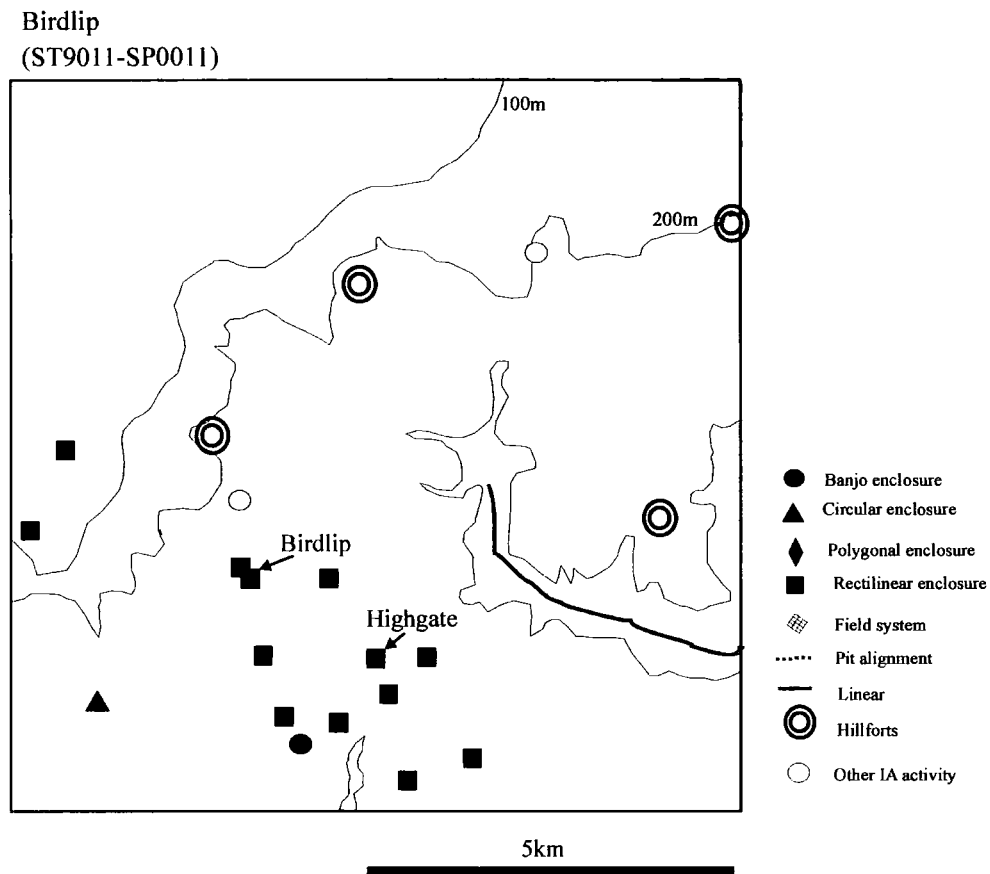 Birdlip
(ST9011-SP0011)
100m
200m
Birdlip
Highgate
Banjo enclosure
Circular enclosure
Polygonal enclosure
Rectilinear enclosure
Field system
Pit alignment
Linear
Hillforts
Other IA activity
5km